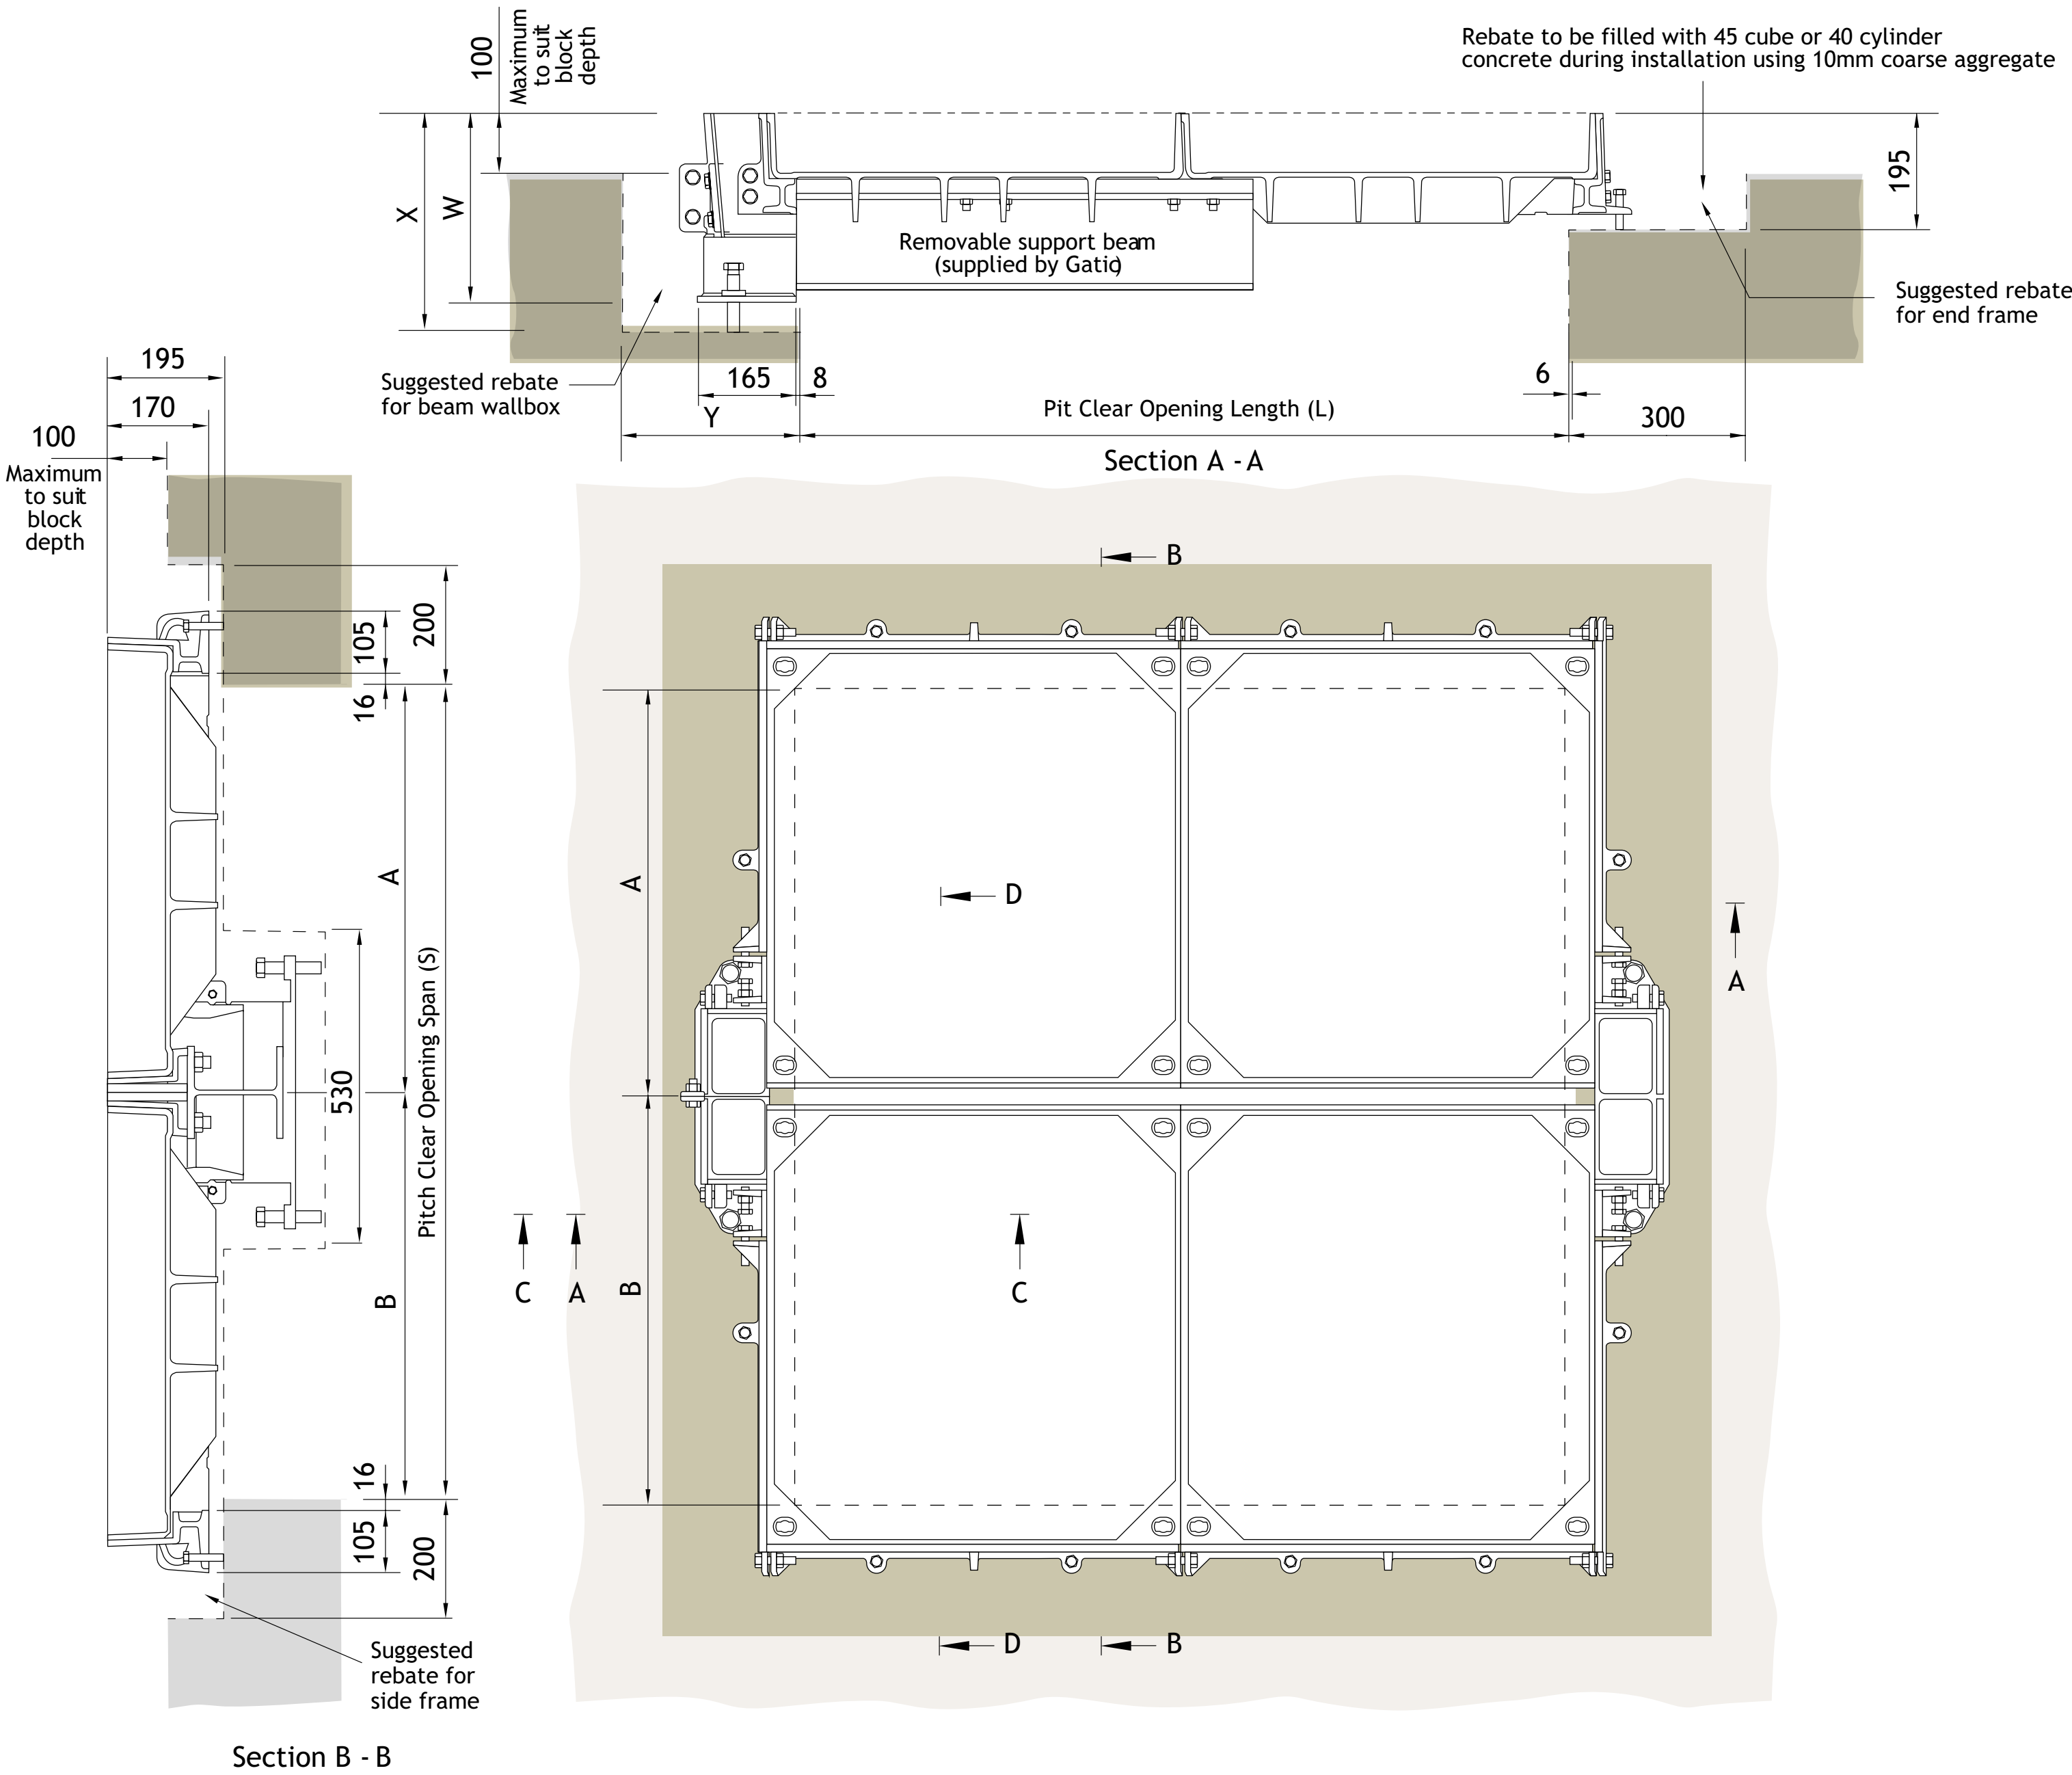 100
Maximum
to suit
block
depth
Rebate to be filled with 45 cube or 40 cylinder
concrete during installation using 10mm coarse aggregate
X
W
195
Removable support beam
(supplied by Gatic)
Suggested rebate
for end frame
Suggested rebate
for beam wallbox
165
8
Y
Pit Clear Opening Length (L)
6
300
Section A - A
195
170
100
Maximum
to suit
block
depth
105
200
16
A
Pitch Clear Opening Span (S)
530
B
16
105
200
Suggested
rebate for
side frame
Section B - B
B
A
D
A
C
A
B
C
D
B